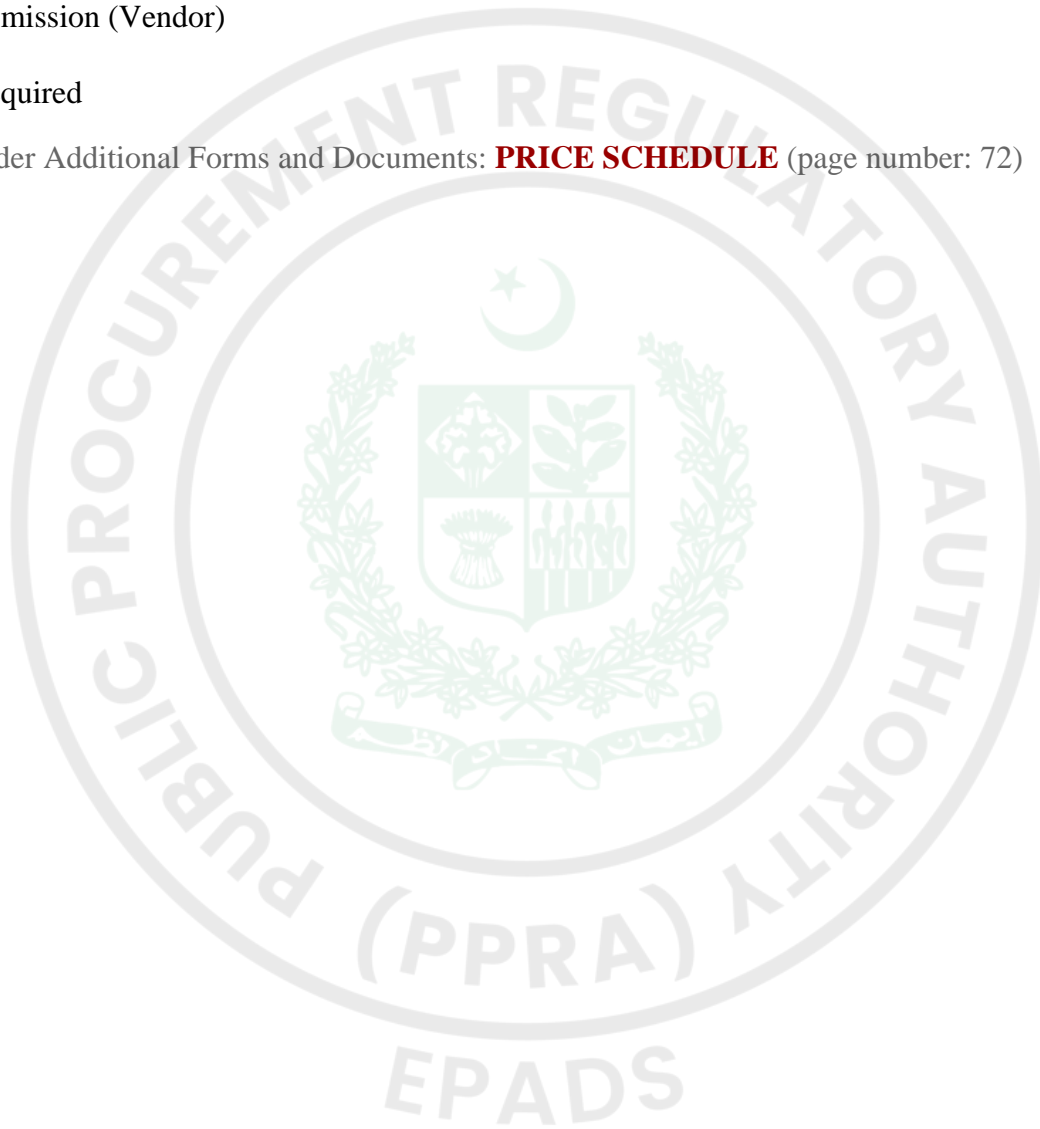 mission (Vendor)
quired
der Additional Forms and Documents: PRICE SCHEDULE (page number: 72)
PUBLIC PROCUREMENT REGULATORY AUTHORITY
(PPRA)
EPADS